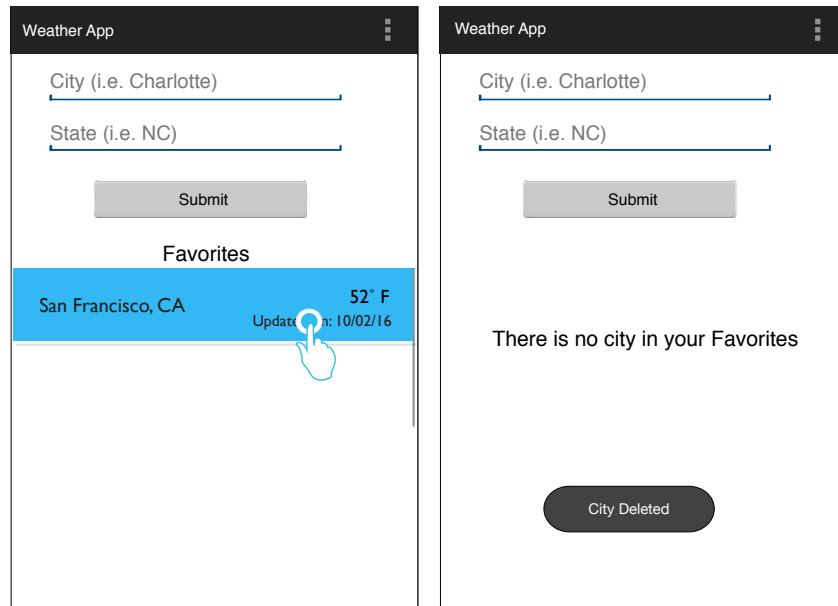 Weather App
City (i.e. Charlotte)
State (i.e. NC)
Submit
Favorites
San Francisco, CA
52° F
n: 10/02/16
Weather App
City (i.e. Charlotte)
State (i.e. NC)
Submit
There is no city in your Favorites
City Deleted